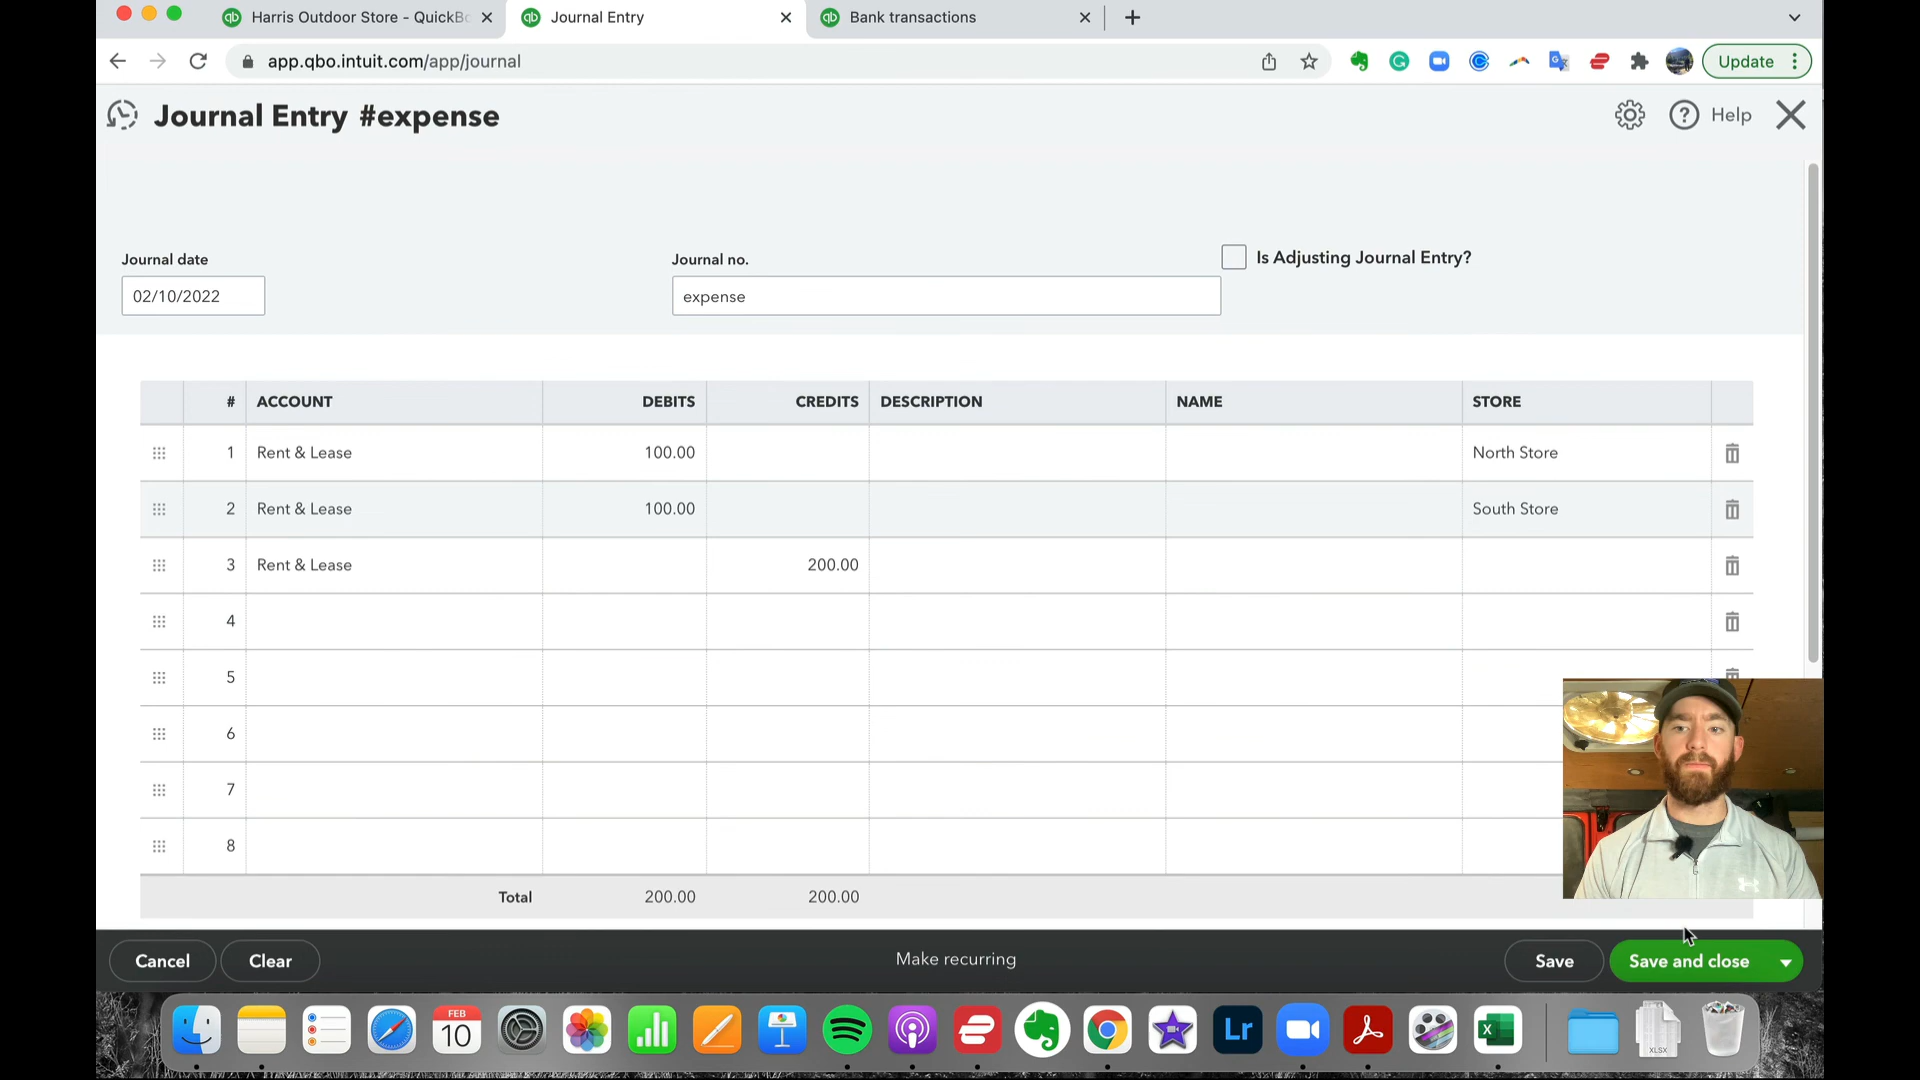 Harris Outdoor Store - QuickBo
Journal Entry
Bank transactions
app.qbo.intuit.com/app/journal
Update
Journal Entry #expense
Help
Journal date
Journal no.
Is Adjusting Journal Entry?
02/10/2022
expense
# ACCOUNT DEBITS CREDITS DESCRIPTION NAME STORE
1 Rent & Lease 100.00 North Store
2 Rent & Lease 100.00 South Store
3 Rent & Lease 200.00
4
5
6
7
8
Total 200.00 200.00
Cancel
Clear
Make recurring
Save
Save and close
FEB
10
Lr
X
XLSX